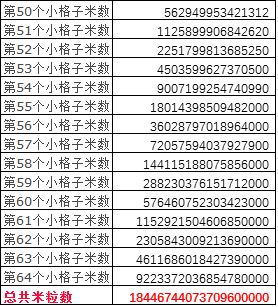 第50个小格子米数 562949953421312
第51个小格子米数 1125899906842620
第52个小格子米数 2251799813685250
第53个小格子米数 4503599627370500
第54个小格子米数 9007199254740990
第55个小格子米数 18014398509482000
第56个小格子米数 36028797018964000
第57个小格子米数 72057594037927900
第58个小格子米数 144115188075856000
第59个小格子米数 288230376151712000
第60个小格子米数 576460752303423000
第61个小格子米数 1152921504606850000
第62个小格子米数 2305843009213690000
第63个小格子米数 4611686018427390000
第64个小格子米数 9223372036854780000
总共米粒数 18446744073709600000